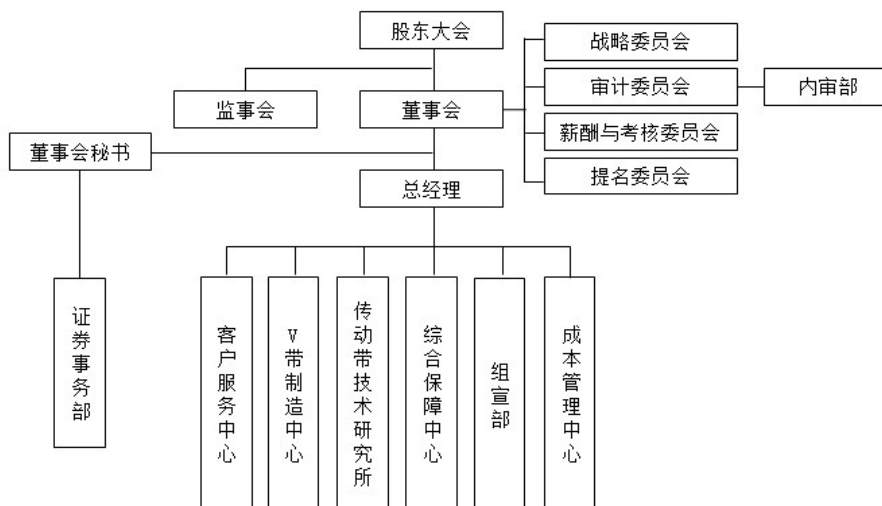 股东大会
战略委员会
审计委员会
内审部
监事会
董事会
薪酬与考核委员会
董事会秘书
提名委员会
总经理
证券事务部
客户服务中心
V带制造中心
传动带技术研究所
综合保障中心
组宣部
成本管理中心